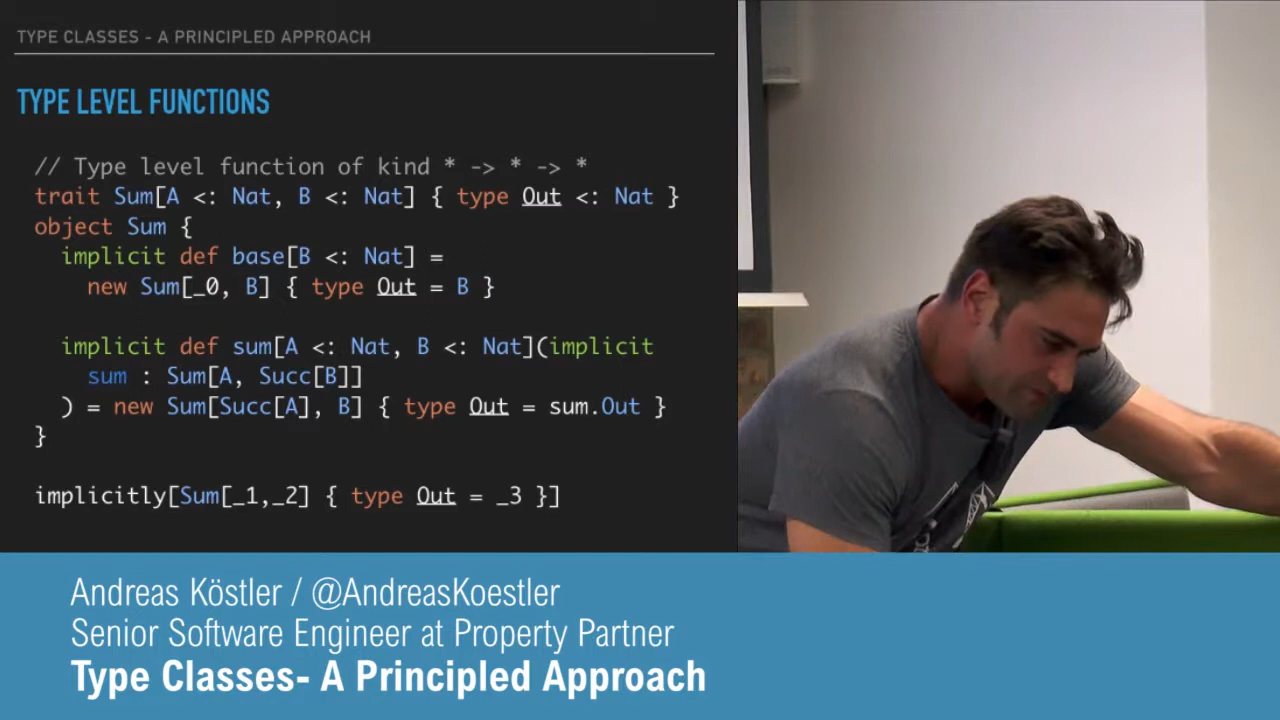 TYPE CLASSES - A PRINCIPLED APPROACH
TYPE LEVEL FUNCTIONS
// Type level function of kind * -> * -> *
trait Sum[A <: Nat, B <: Nat] { type Out <: Nat }
object Sum {
  implicit def base[B <: Nat] =
    new Sum[_0, B] { type Out = B }
  implicit def sum[A <: Nat, B <: Nat](implicit
    sum : Sum[A, Succ[B]]
  ) = new Sum[Succ[A], B] { type Out = sum.Out }
}
implicitly[Sum[_1,_2] { type Out = _3 }]
Andreas Köstler / @AndreasKoestler
Senior Software Engineer at Property Partner
Type Classes- A Principled Approach